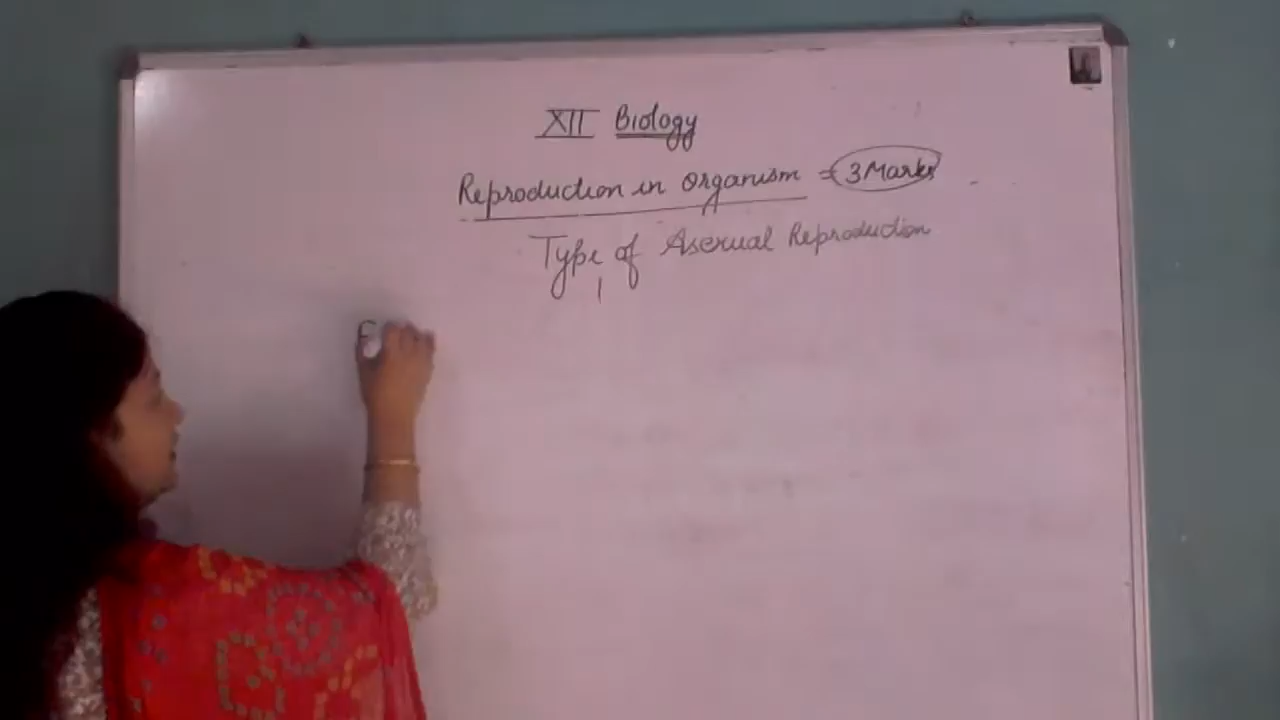 XII Biology
Reproduction in Organism = 3 Marks
Type of Asexual Reproduction
F